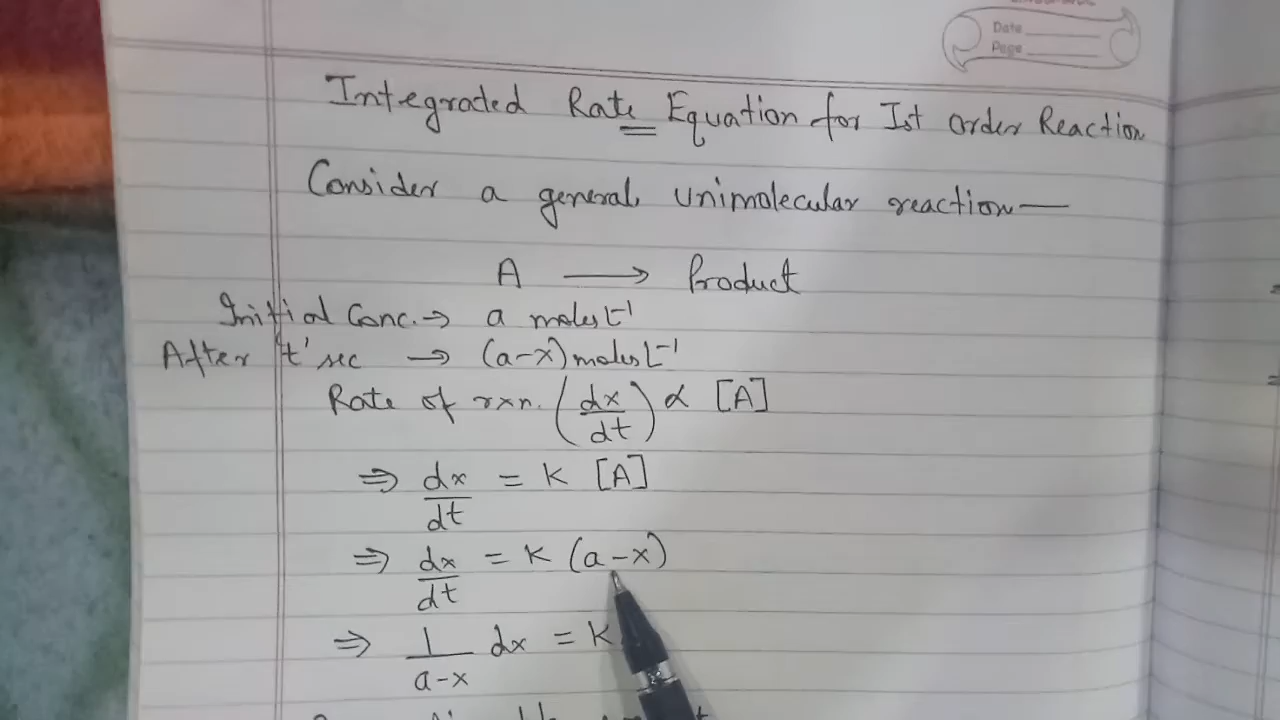 Date
Page
Integrated Rate Equation for Ist Order Reaction
Consider a general unimolecular reaction —
A ⟶ Product
Initial Conc. → a moles L⁻¹
After 't' sec → (a-x) moles L⁻¹
Rate of rxn. (dx/dt) ∝ [A]
⇒ dx/dt = K [A]
⇒ dx/dt = K (a-x)
⇒ 1/(a-x) dx = K